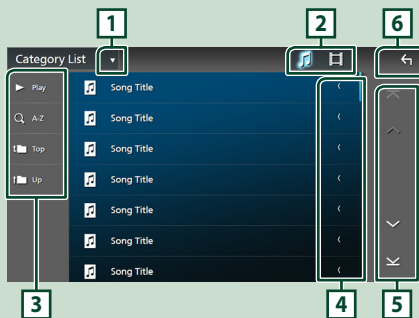 1
2
6
Category List
Play
Song Title
A-Z
Song Title
Top
Song Title
Up
Song Title
Song Title
Song Title
Song Title
3
4
5